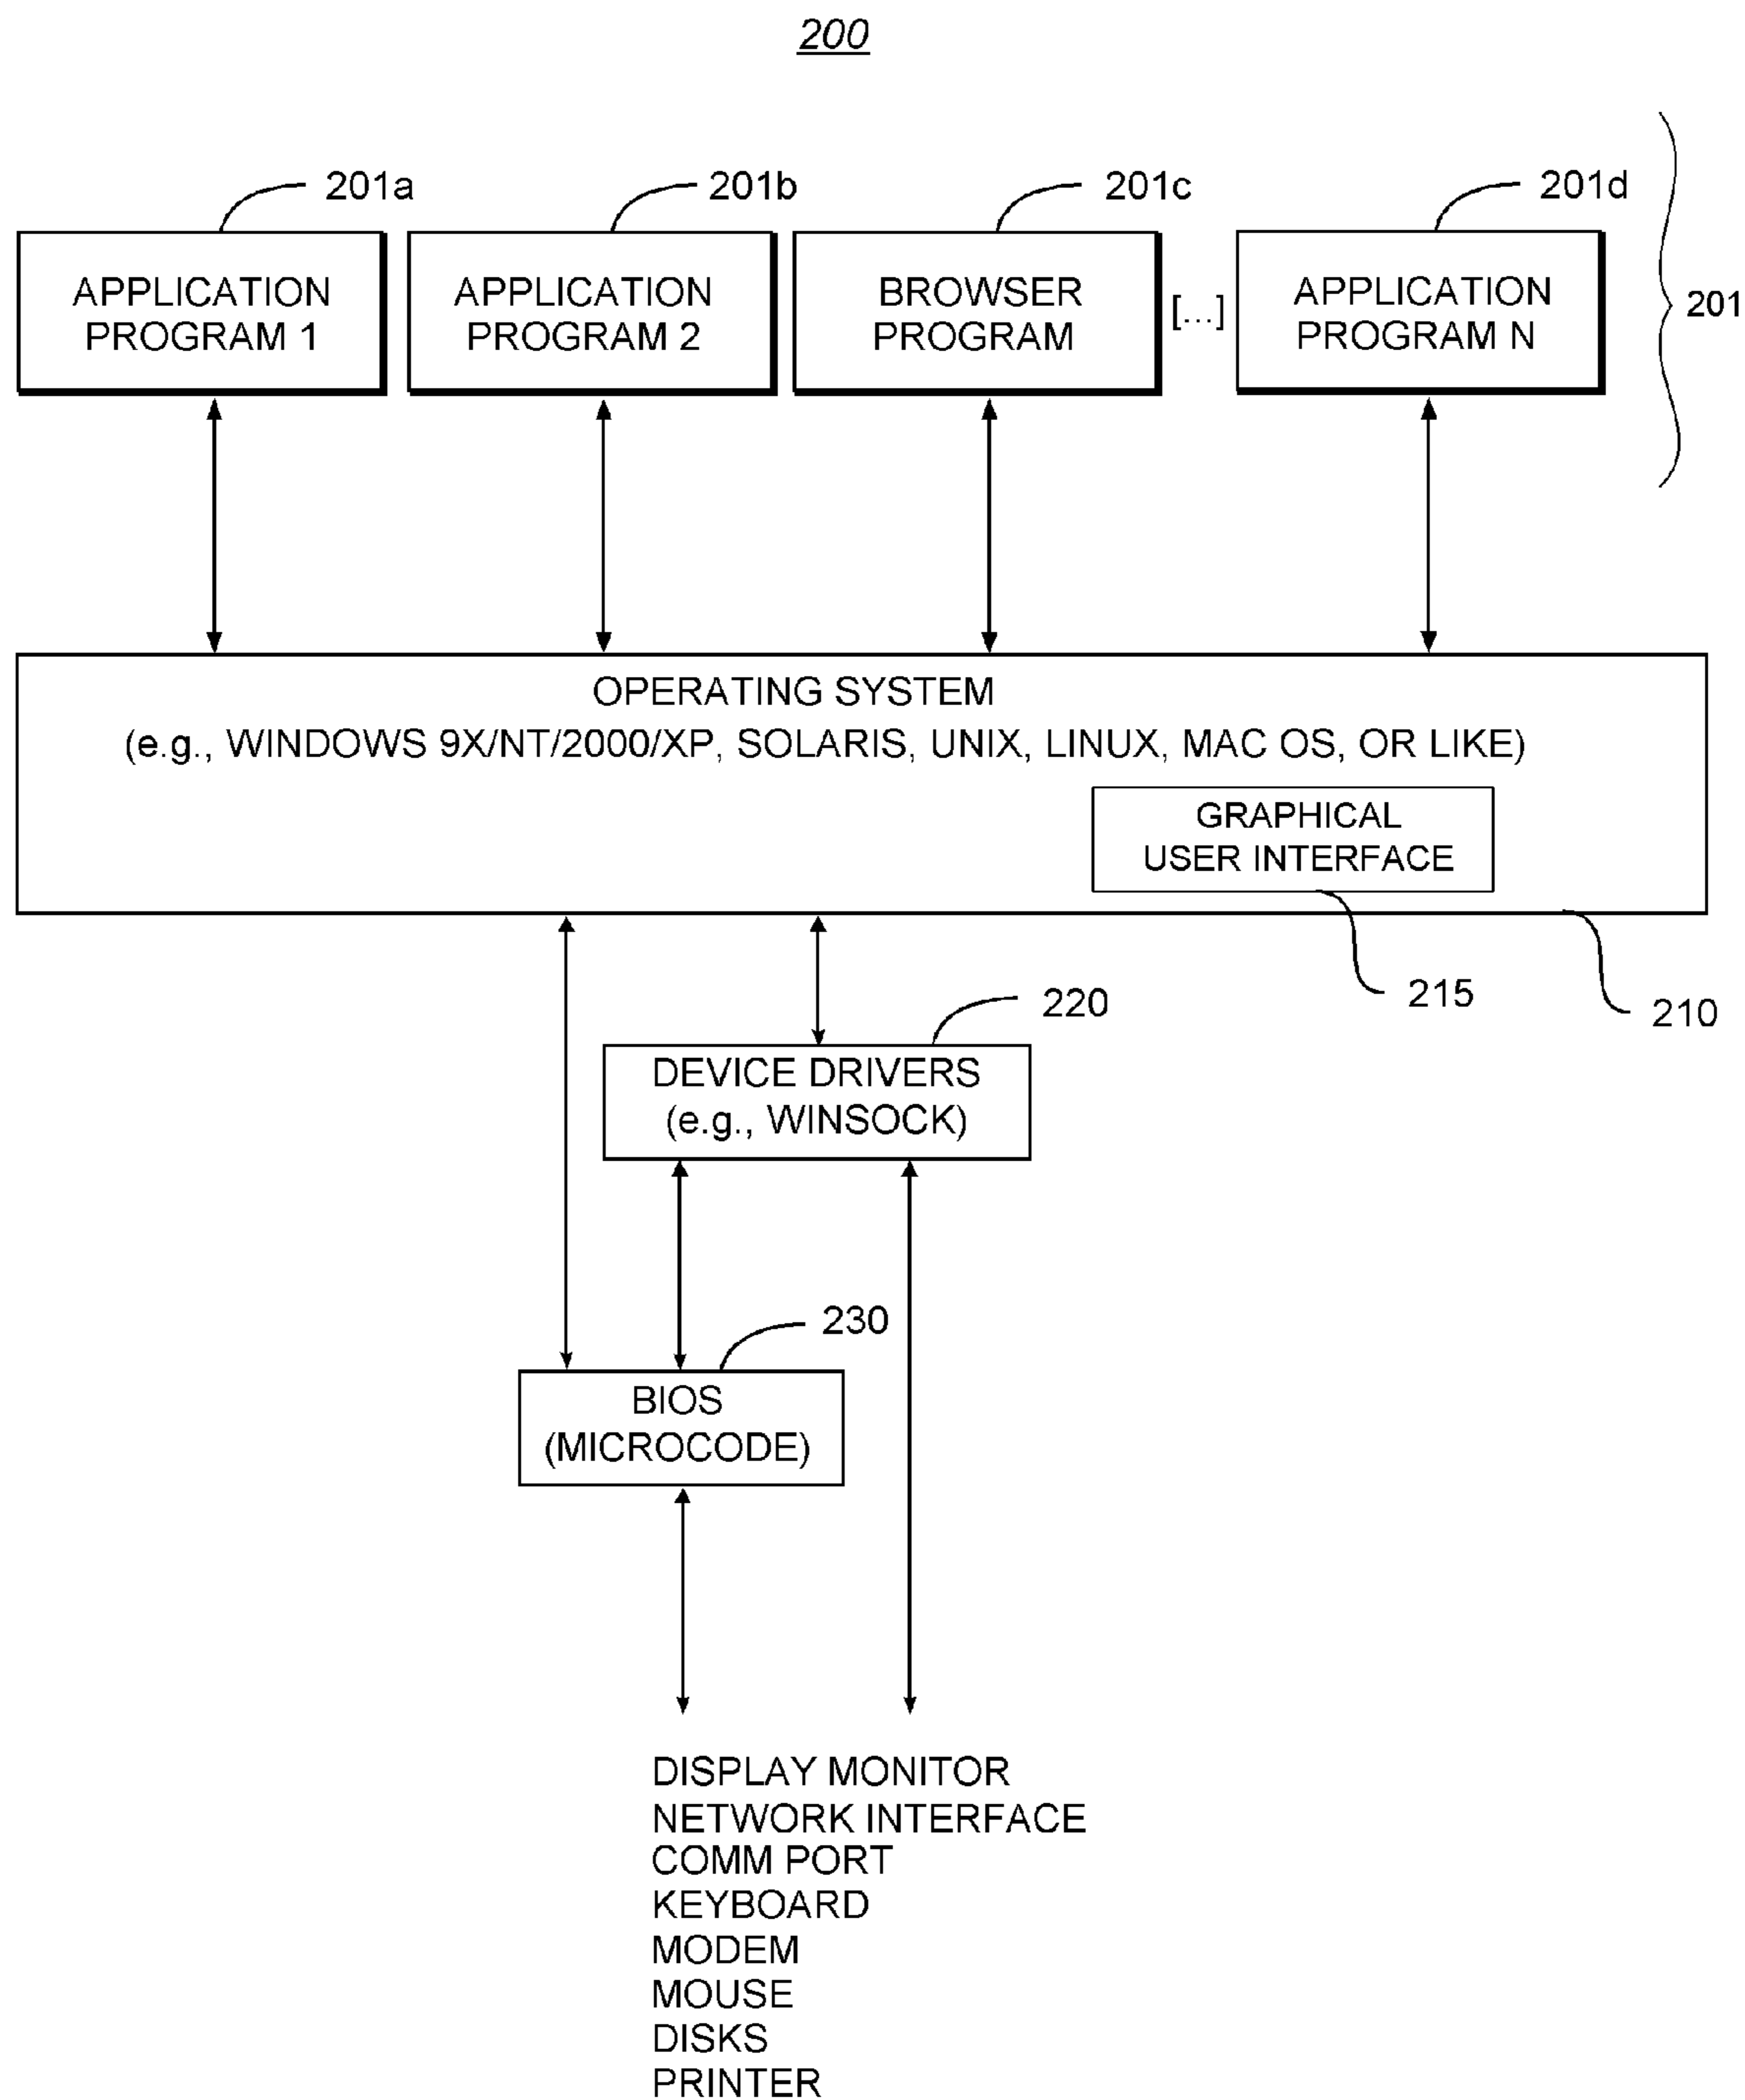 200
201a
201b
201c
201d
APPLICATION
PROGRAM 1
APPLICATION
PROGRAM 2
BROWSER
PROGRAM
[...]
APPLICATION
PROGRAM N
201
OPERATING SYSTEM
(e.g., WINDOWS 9X/NT/2000/XP, SOLARIS, UNIX, LINUX, MAC OS, OR LIKE)
GRAPHICAL
USER INTERFACE
215
210
220
DEVICE DRIVERS
(e.g., WINSOCK)
230
BIOS
(MICROCODE)
DISPLAY MONITOR
NETWORK INTERFACE
COMM PORT
KEYBOARD
MODEM
MOUSE
DISKS
PRINTER